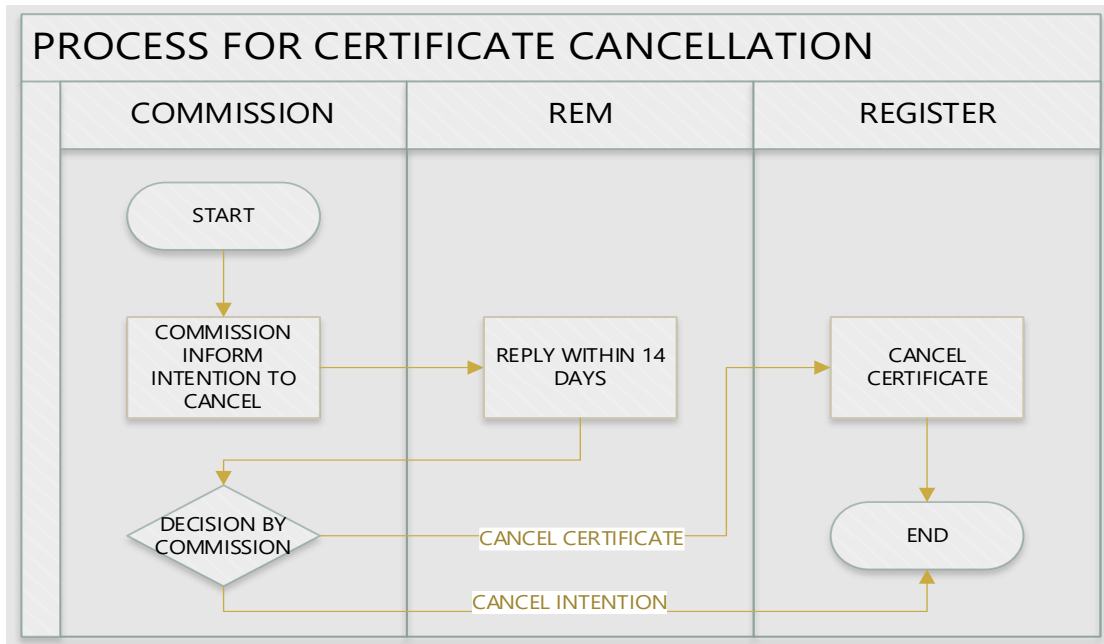 PROCESS FOR CERTIFICATE CANCELLATION
COMMISSION
REM
REGISTER
START
COMMISSION
INFORM
INTENTION TO
CANCEL
REPLY WITHIN 14
DAYS
CANCEL
CERTIFICATE
DECISION BY
COMMISSION
CANCEL CERTIFICATE
END
CANCEL INTENTION